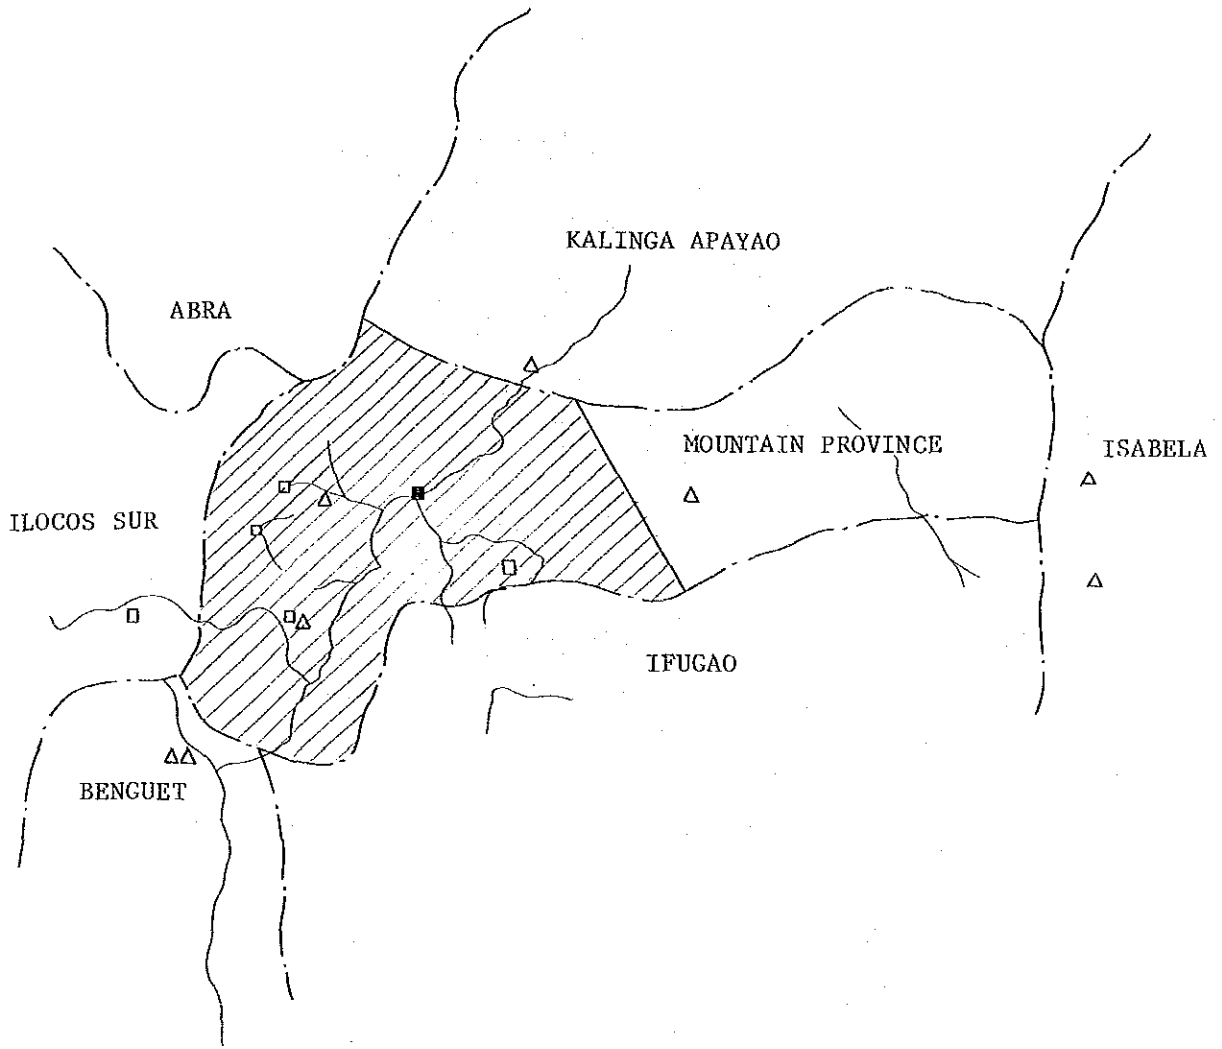 KALINGA APAYAO
ABRA
MOUNTAIN PROVINCE
ISABELA
ILOCOS SUR
IFUGAO
BENGUET